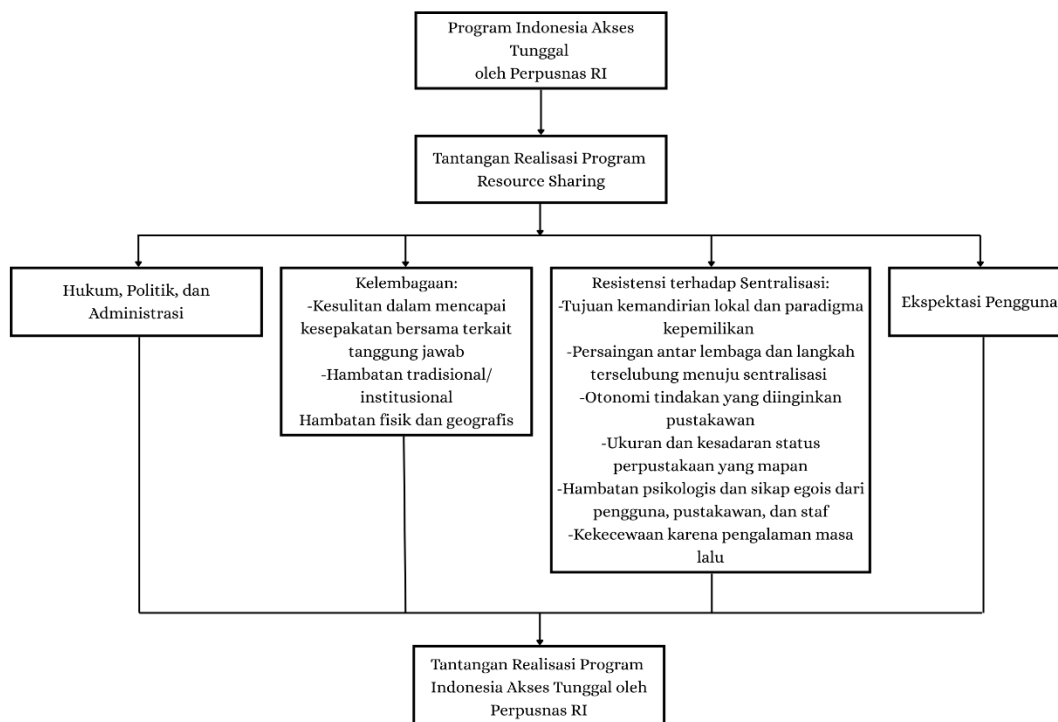 Program Indonesia Akses
Tunggal
oleh Perpusnas RI
Tantangan Realisasi Program
Resource Sharing
Hukum, Politik, dan
Administrasi
Kelembagaan:
-Kesulitan dalam mencapai
kesepakatan bersama terkait
tanggung jawab
-Hambatan tradisional/
institusional
Hambatan fisik dan geografis
Resistensi terhadap Sentralisasi:
-Tujuan kemandirian lokal dan paradigma
kepemilikan
-Persaingan antar lembaga dan langkah
terselubung menuju sentralisasi
-Otonomi tindakan yang diinginkan
pustakawan
-Ukuran dan kesadaran status
perpustakaan yang mapan
-Hambatan psikologis dan sikap egois dari
pengguna, pustakawan, dan staf
-Kekecewaan karena pengalaman masa
lalu
Ekspektasi Pengguna
Tantangan Realisasi Program
Indonesia Akses Tunggal oleh
Perpusnas RI